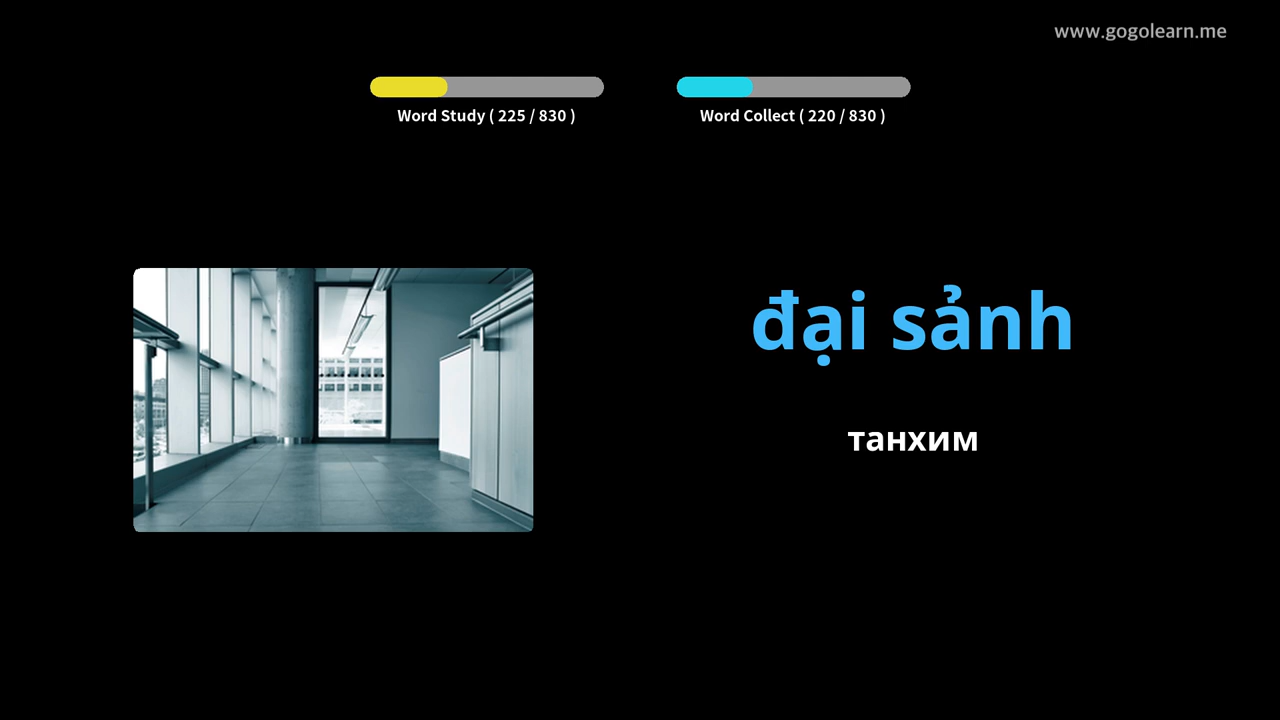 www.gogolearn.me
Word Study ( 225 / 830 )
Word Collect ( 220 / 830 )
đại sảnh
танхим